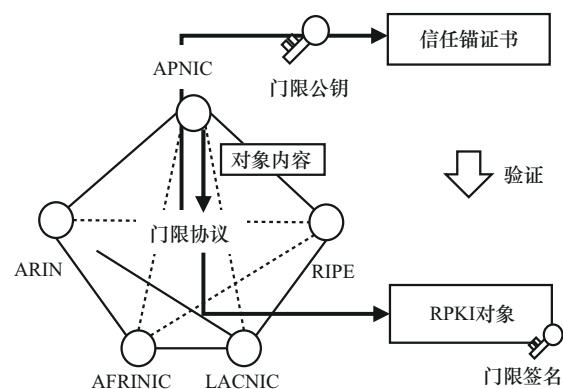 信任锚证书
APNIC
门限公钥
对象内容
验证
门限协议
ARIN
RIPE
RPKI对象
AFRINIC
LACNIC
门限签名